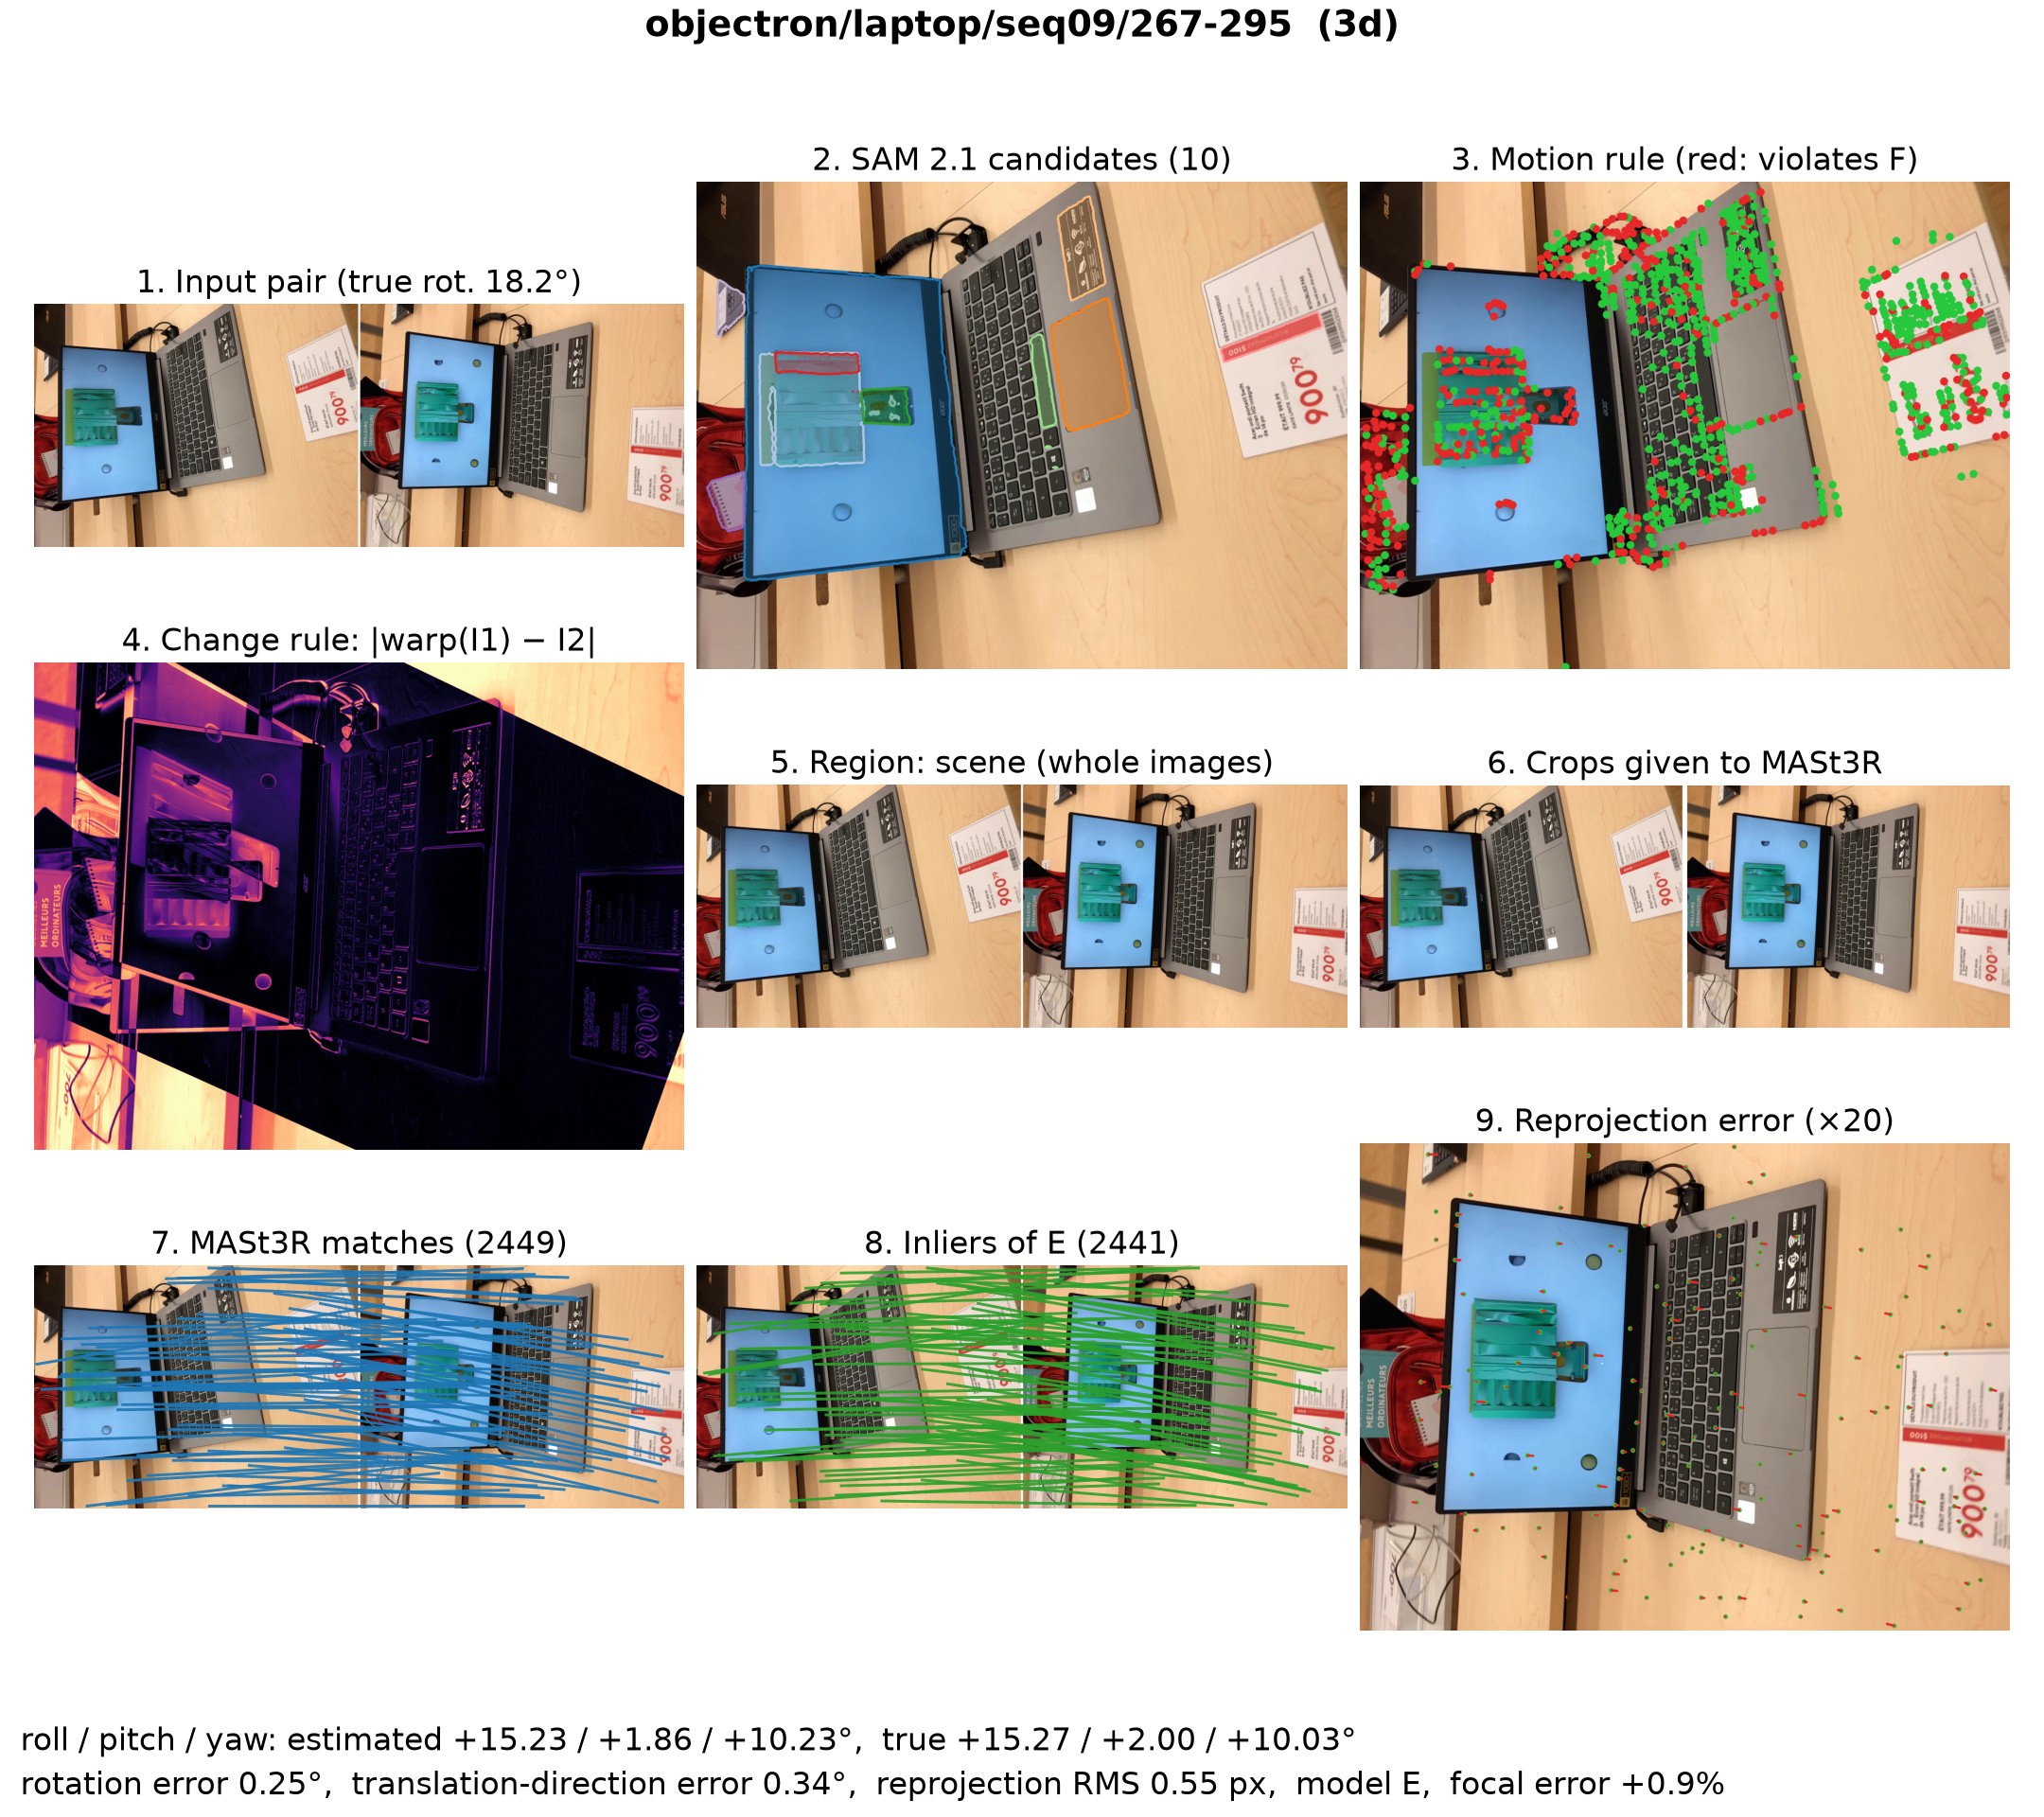 objectron/laptop/seq09/267-295 (3d)
1. Input pair (true rot. 18.2°)
2. SAM 2.1 candidates (10)
3. Motion rule (red: violates F)
4. Change rule: |warp(I1) − I2|
MEILLEURS
ORDINATEURS
5. Region: scene (whole images)
6. Crops given to MASt3R
7. MASt3R matches (2449)
8. Inliers of E (2441)
9. Reprojection error (×20)
MEILLEURS
ORDINATEURS
$100
90079
roll / pitch / yaw: estimated +15.23 / +1.86 / +10.23°, true +15.27 / +2.00 / +10.03°
rotation error 0.25°, translation-direction error 0.34°, reprojection RMS 0.55 px, model E, focal error +0.9%